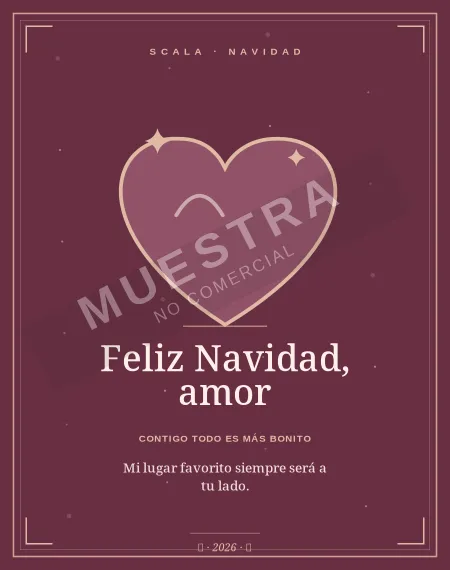 SCALA · NAVIDAD
MUESTRA
NO COMERCIAL
Feliz Navidad,
amor
CONTIGO TODO ES MÁS BONITO
Mi lugar favorito siempre será a
tu lado.
· 2026 ·